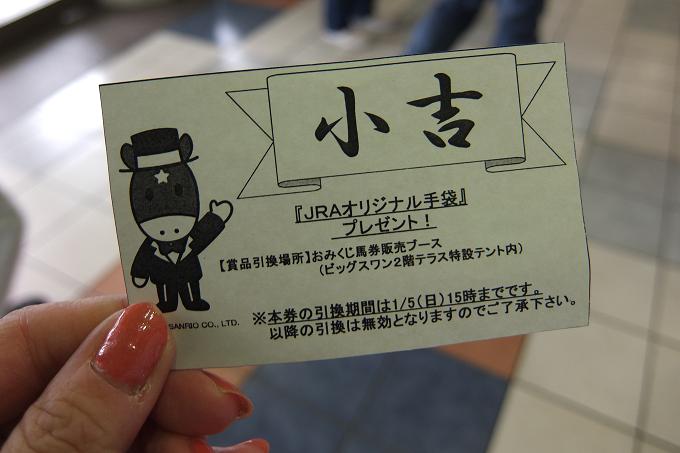 小吉
『JRAオリジナル手袋』
プレゼント！
【賞品引換場所】おみくじ馬券販売ブース
(ビッグスワン2階テラス特設テント内)
※本券の引換期間は1/5(日)15時までです。
以降の引換は無効となりますのでご了承下さい。
SANRIO CO., LTD.